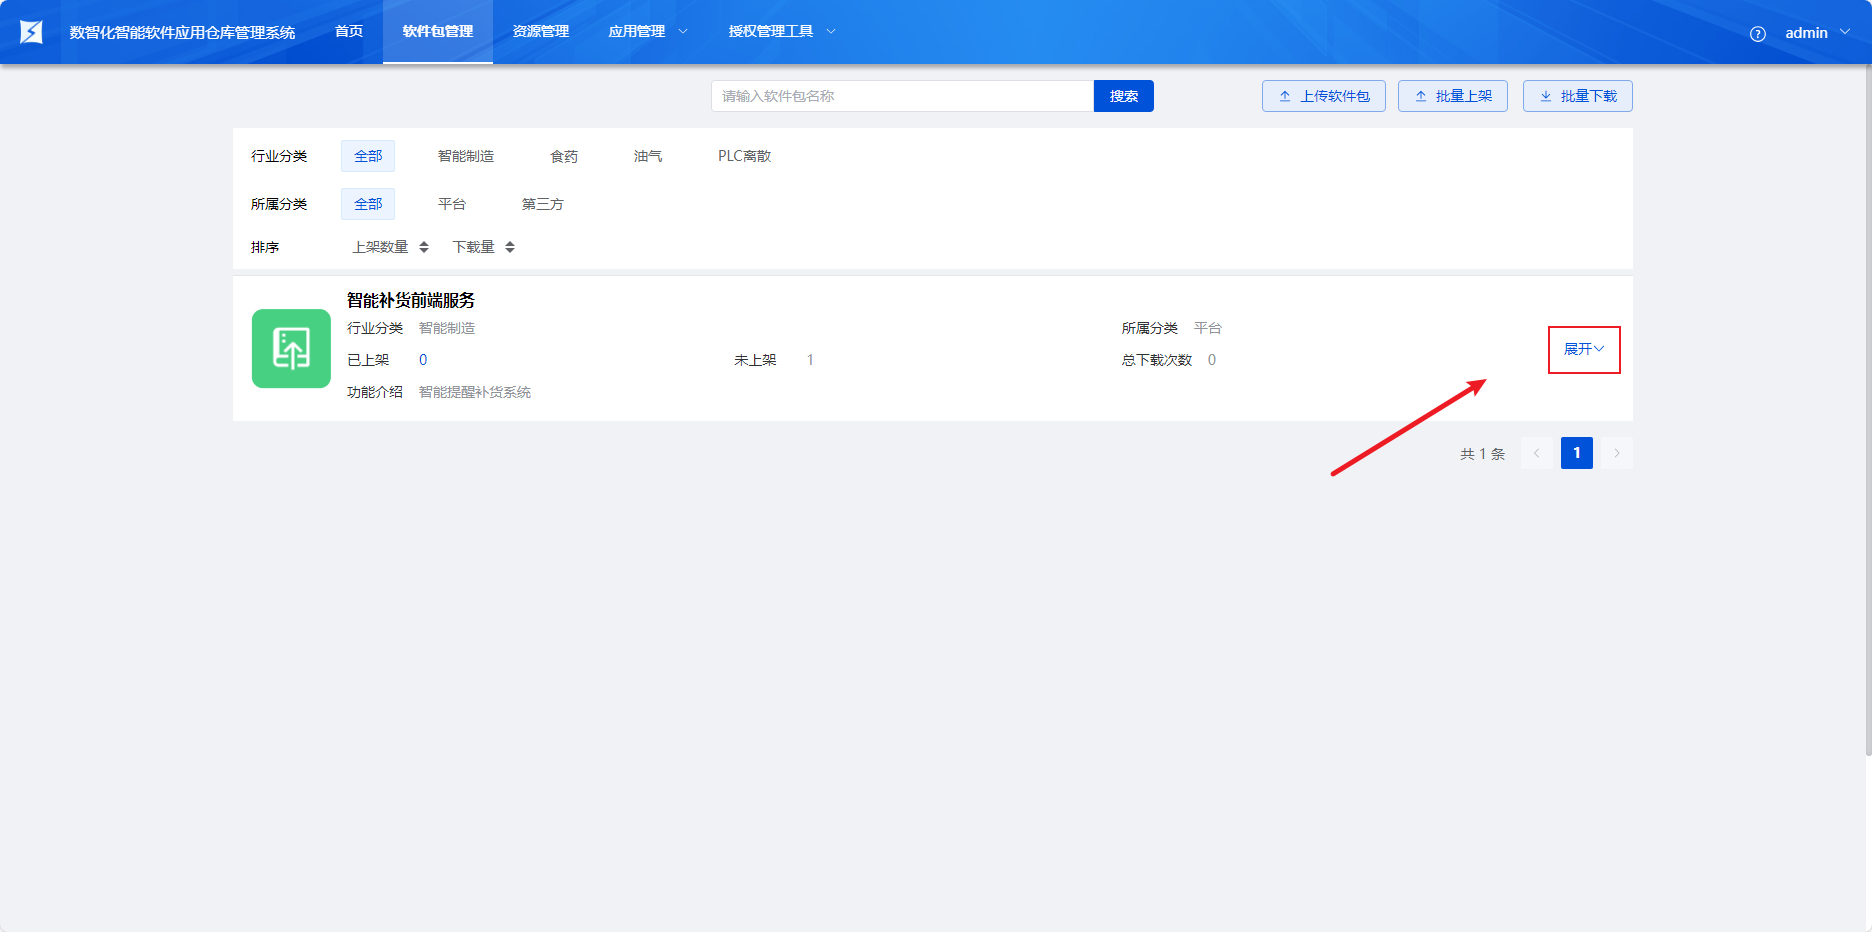 数智化智能软件应用仓库管理系统 首页 软件包管理 资源管理 应用管理 授权管理工具 admin
请输入软件包名称 搜索 上传软件包 批量上架 批量下载
行业分类 全部 智能制造 食药 油气 PLC离散
所属分类 全部 平台 第三方
排序 上架数量 下载量
智能补货前端服务
行业分类 智能制造 所属分类 平台
展开
已上架 0 未上架 1 总下载次数 0
功能介绍 智能提醒补货系统
共 1 条 1